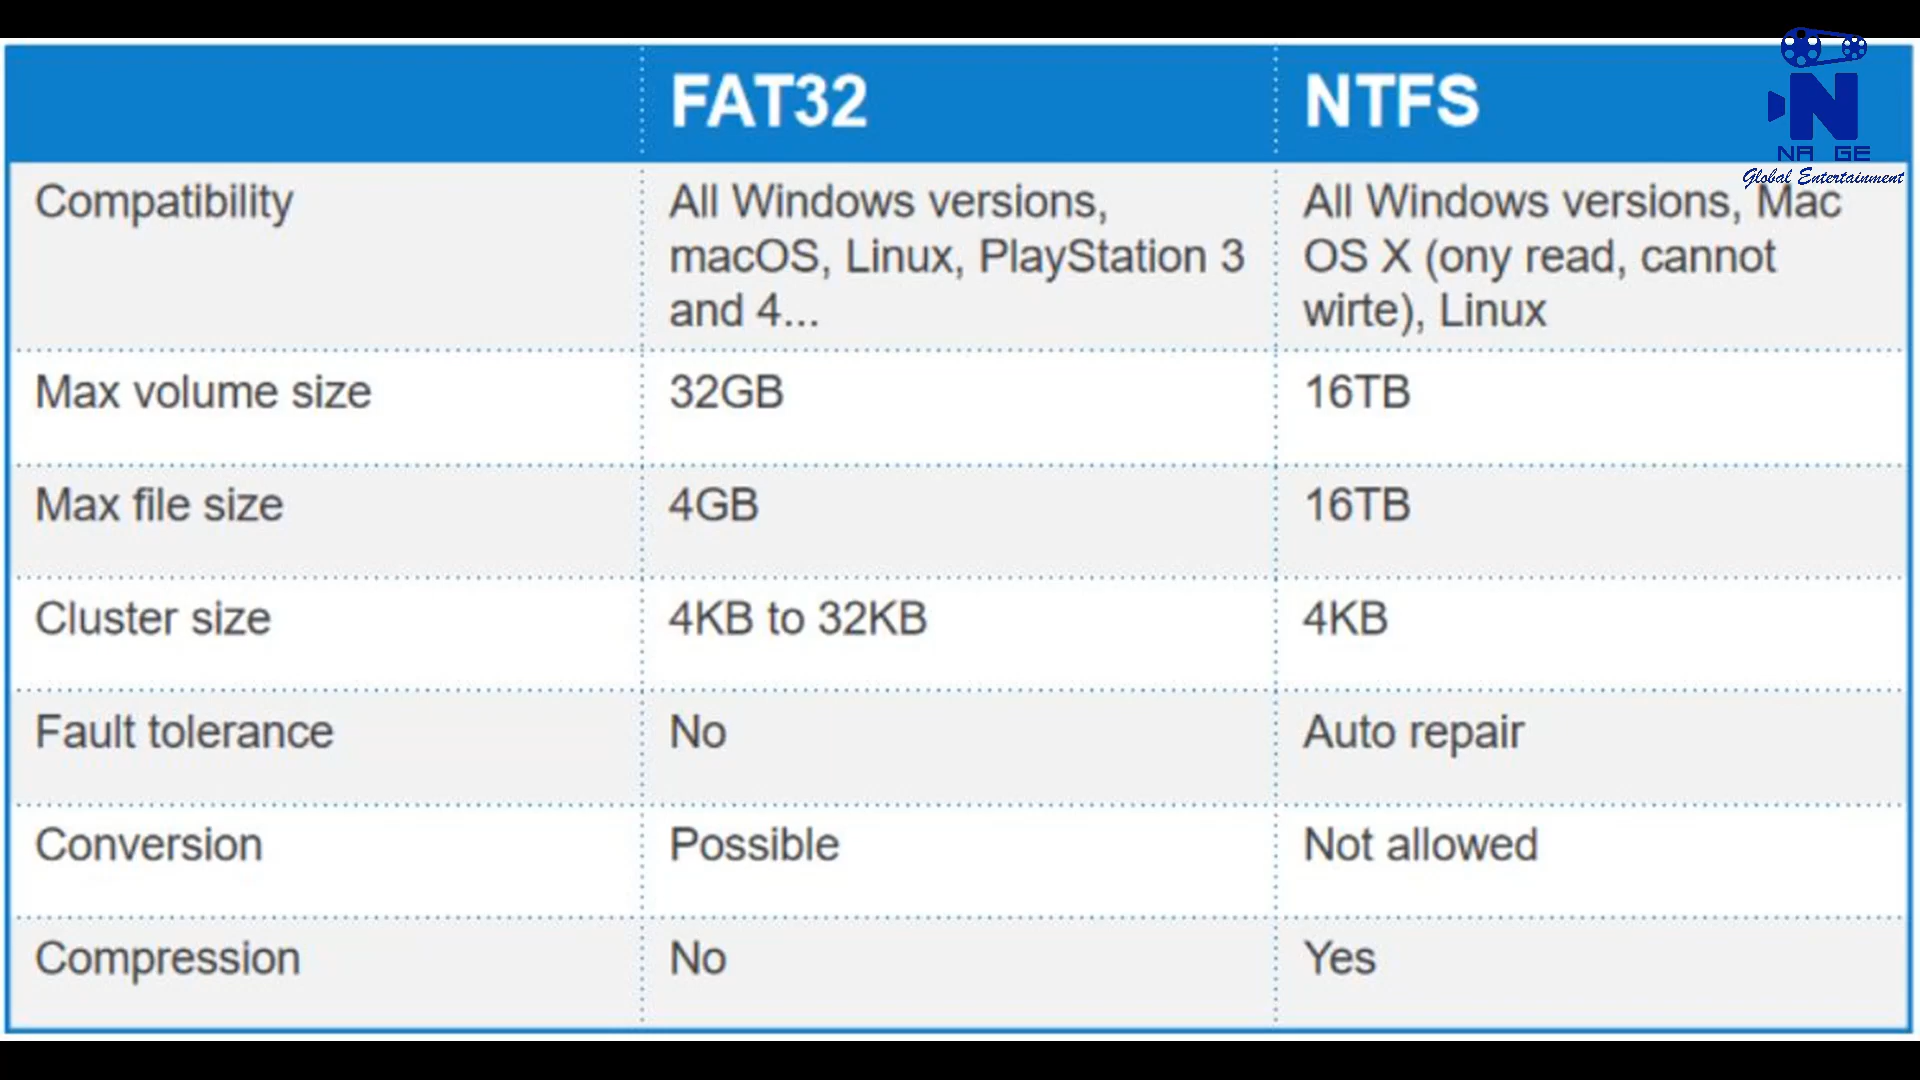 FAT32
NTFS
N
NA GE
Global Entertainment
Compatibility
All Windows versions,
macOS, Linux, PlayStation 3
and 4...
All Windows versions, Mac
OS X (ony read, cannot
wirte), Linux
Max volume size
32GB
16TB
Max file size
4GB
16TB
Cluster size
4KB to 32KB
4KB
Fault tolerance
No
Auto repair
Conversion
Possible
Not allowed
Compression
No
Yes